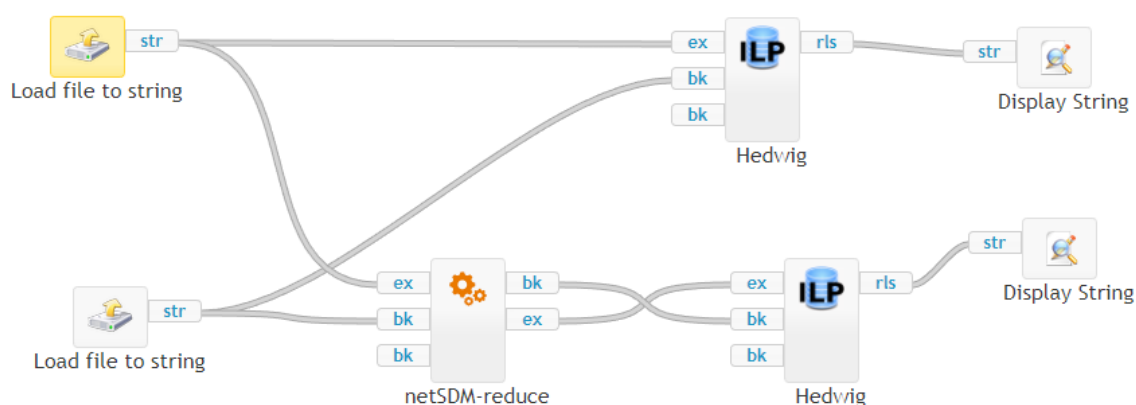 str
ex
ILP
rls
str
bk
bk
Load file to string
Display String
Hedwig
str
ex
bk
ex
ILP
rls
str
bk
ex
bk
Display String
bk
bk
Load file to string
netSDM-reduce
Hedwig